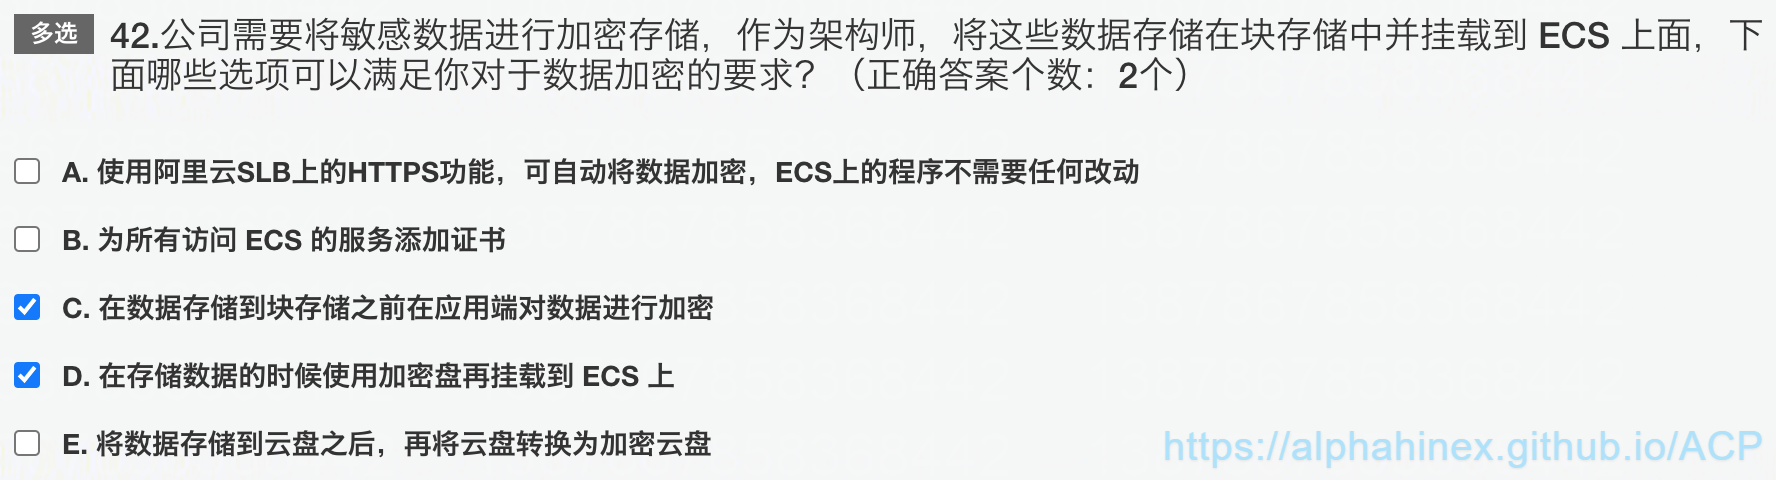 多选
42.公司需要将敏感数据进行加密存储，作为架构师，将这些数据存储在块存储中并挂载到 ECS 上面，下
面哪些选项可以满足你对于数据加密的要求？（正确答案个数：2个）
A. 使用阿里云SLB上的HTTPS功能，可自动将数据加密，ECS上的程序不需要任何改动
B. 为所有访问 ECS 的服务添加证书
C. 在数据存储到块存储之前在应用端对数据进行加密
D. 在存储数据的时候使用加密盘再挂载到 ECS 上
E. 将数据存储到云盘之后，再将云盘转换为加密云盘
https://alphahinex.github.io/ACP